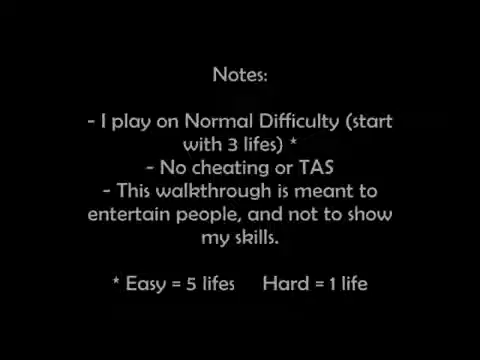 Notes:
- I play on Normal Difficulty (start
with 3 lifes) *
- No cheating or TAS
- This walkthrough is meant to
entertain people, and not to show
my skills.
* Easy = 5 lifes     Hard = 1 life